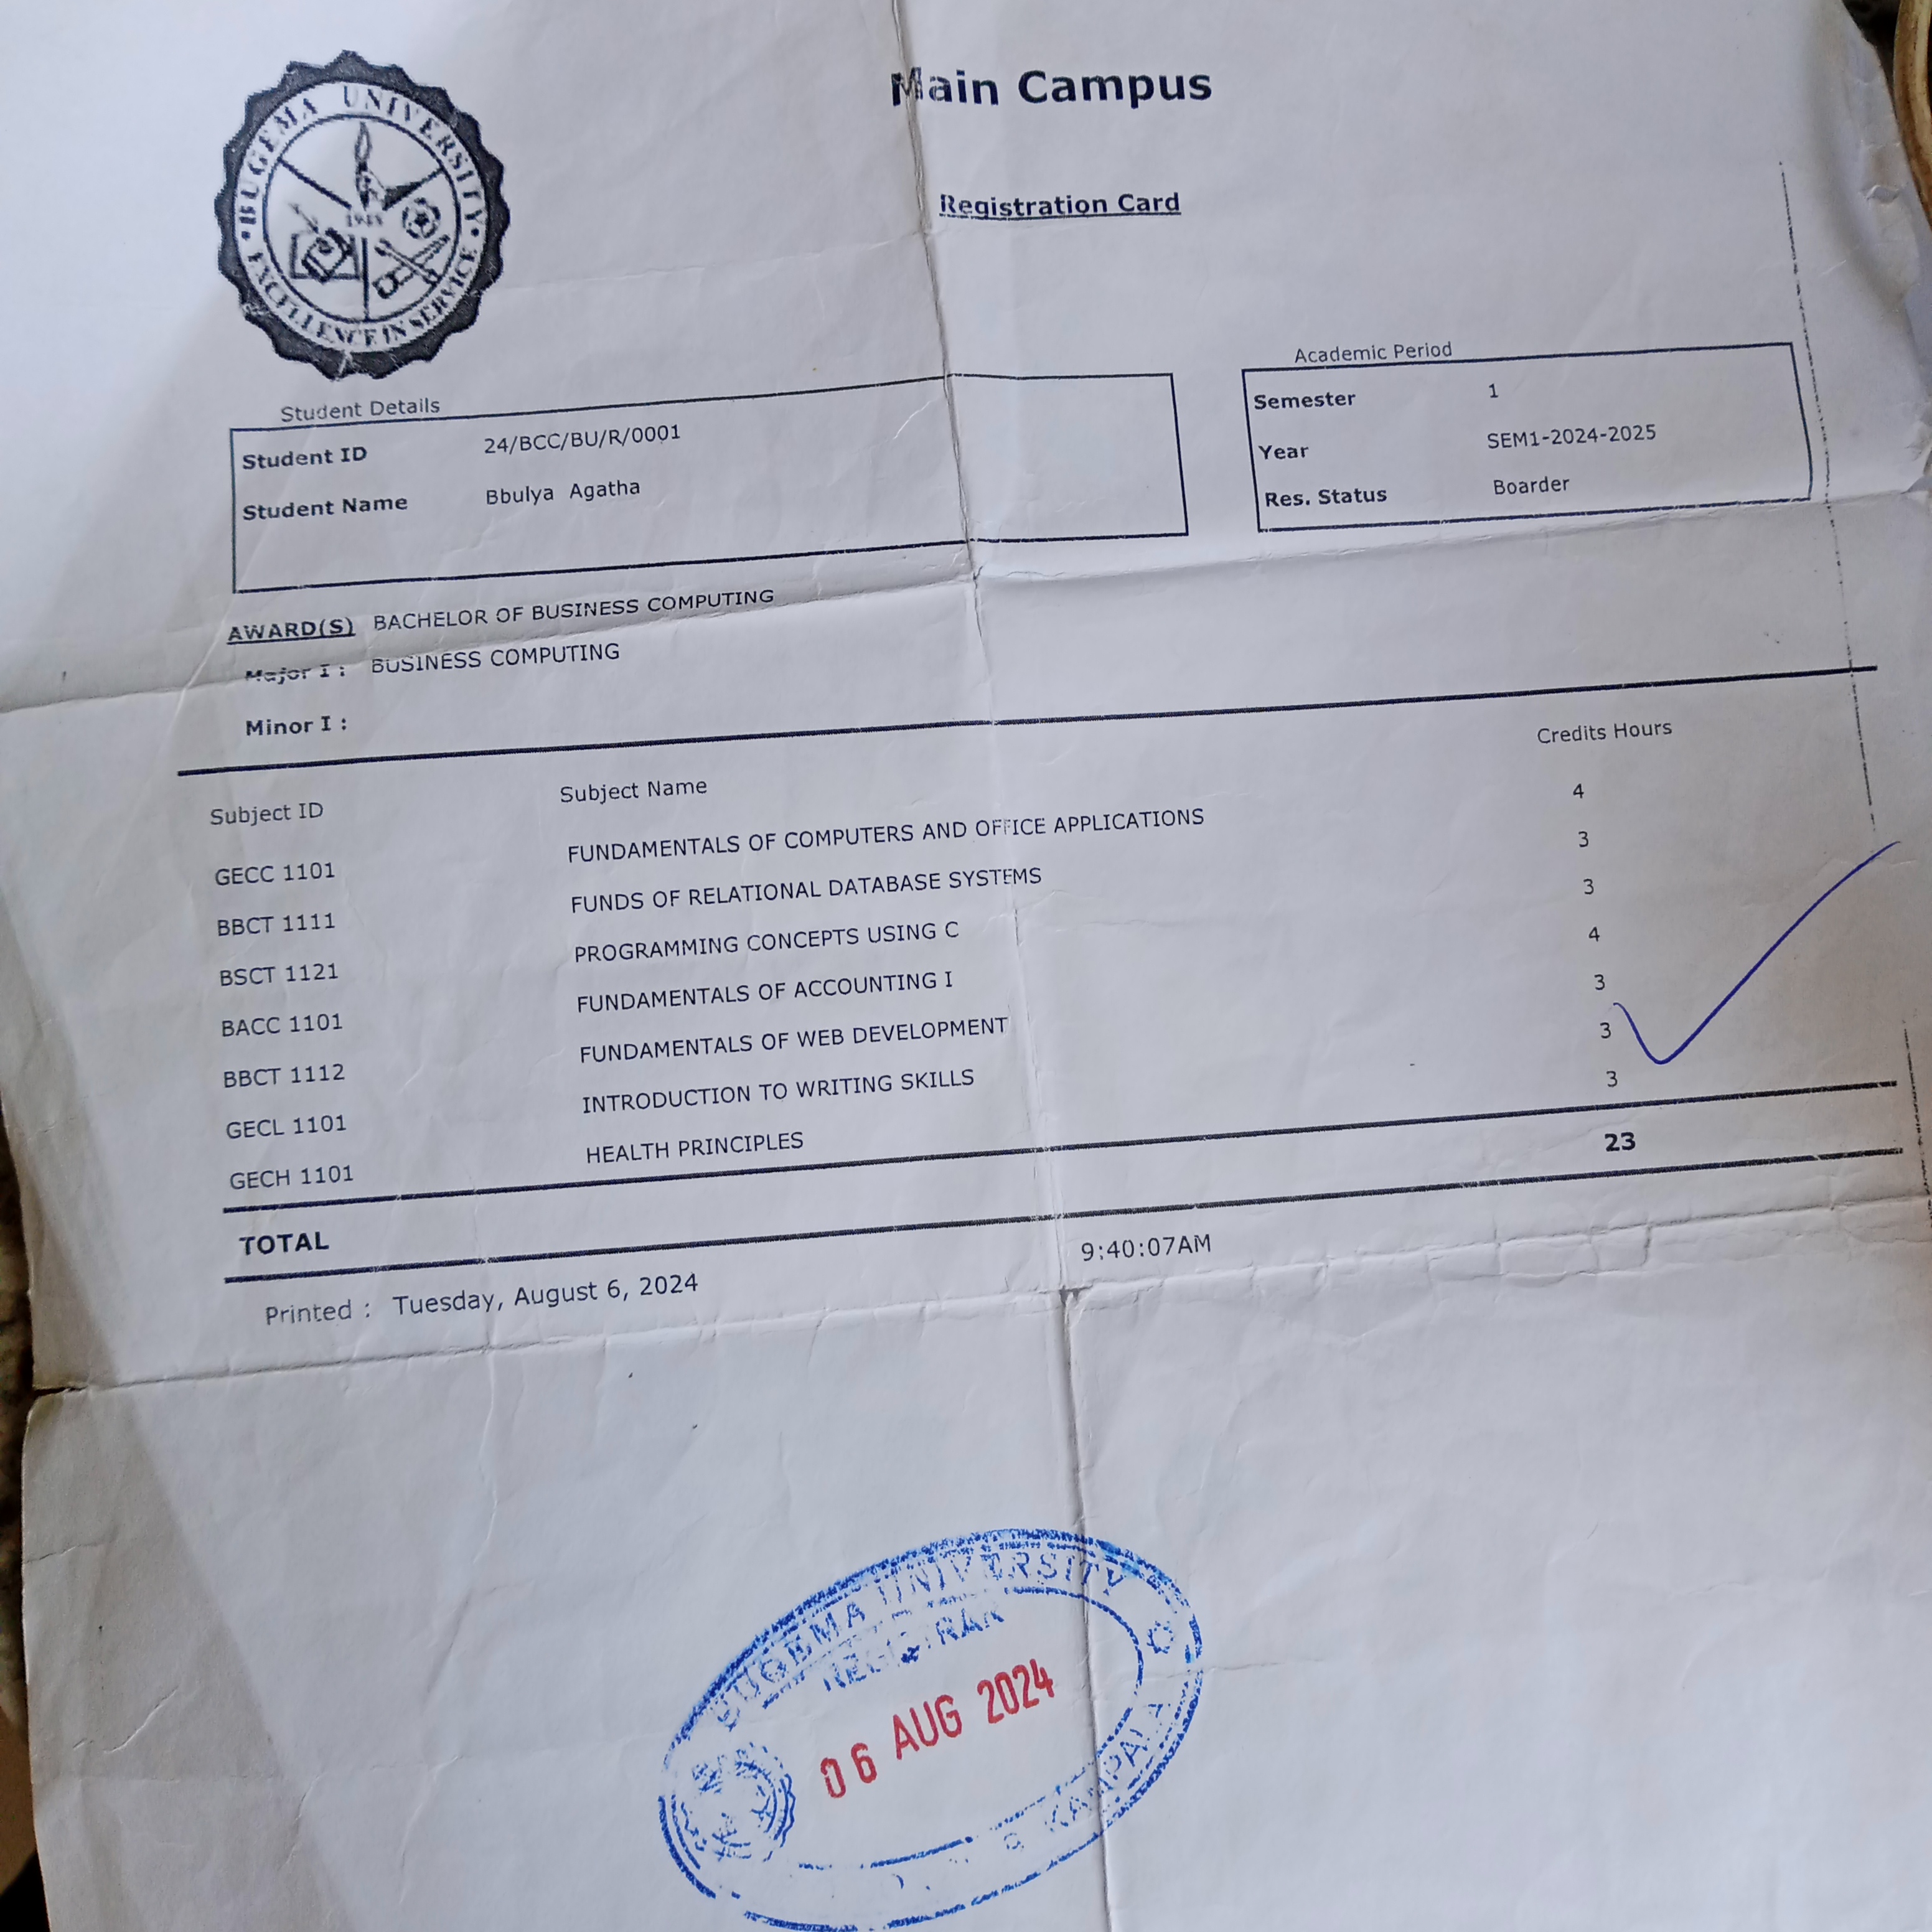 BUGEMA UNIVERSITY
EXCELLENCE IN SERVICE
Main Campus
Registration Card
Student Details
Student ID 24/BCC/BU/R/0001
Student Name Bbulya Agatha
Academic Period
Semester 1
Year SEM1-2024-2025
Res. Status Boarder
AWARD(S) BACHELOR OF BUSINESS COMPUTING
Major I : BUSINESS COMPUTING
Minor I :
Subject ID Subject Name Credits Hours
GECC 1101 FUNDAMENTALS OF COMPUTERS AND OFFICE APPLICATIONS 4
BBCT 1111 FUNDS OF RELATIONAL DATABASE SYSTEMS 3
BSCT 1121 PROGRAMMING CONCEPTS USING C 3
BACC 1101 FUNDAMENTALS OF ACCOUNTING I 4
BBCT 1112 FUNDAMENTALS OF WEB DEVELOPMENT 3
GECL 1101 INTRODUCTION TO WRITING SKILLS 3
GECH 1101 HEALTH PRINCIPLES 3
TOTAL 23
Printed : Tuesday, August 6, 2024 9:40:07AM
BUGEMA UNIVERSITY
REGISTRAR
06 AUG 2024
KAMPALA